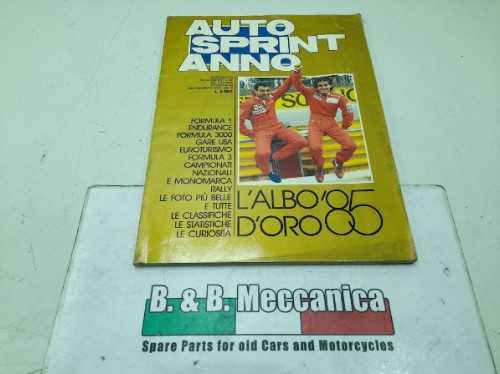 AUTO
SPRINT
ANNO
FORMULA 1
ENDURANCE
FORMULA 3000
GARE USA
EUROTURISMO
FORMULA 3
CAMPIONATI
NAZIONALI
E MONOMARCA
RALLY
LE FOTO PIÙ BELLE
E TUTTE
LE CLASSIFICHE
LE STATISTICHE
LE CURIOSITÀ
L'ALBO '85
D'ORO
B. & B. Meccanica
Spare Parts for old Cars and Motorcycles